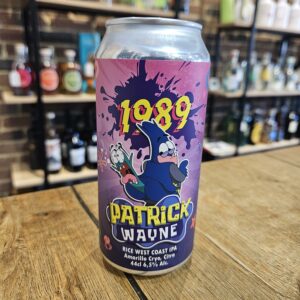 1989
PATRICK
WAYNE
RICE WEST COAST IPA
Amarillo Cryo, Citra
44cl 6,5% Alc.